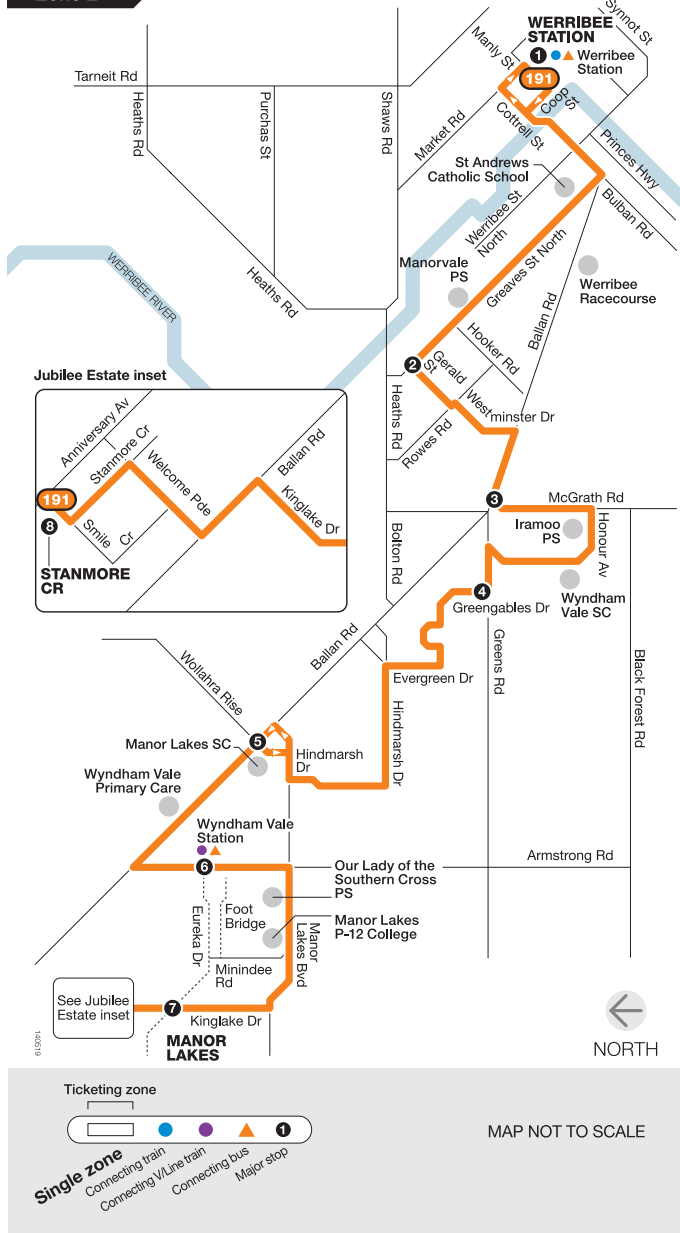 WERRIBEE
STATION
1
Werribee
Station
Synnot St
Manly St
191
Coop St
Cottrell St
Tarneit Rd
Heaths Rd
Purchas St
Shaws Rd
Market Rd
Princes Hwy
St Andrews
Catholic School
Bulban Rd
Werribee St
North
Greaves St North
Manorvale
PS
Werribee
Racecourse
Ballan Rd
WERRIBEE RIVER
Heaths Rd
Hooker Rd
2
Gerald
St
Heaths Rd
Westminster Dr
Rowes Rd
Jubilee Estate inset
Anniversary Av
Stanmore Cr
Welcome Pde
Ballan Rd
Kinglake Dr
191
8
Smile
Cr
STANMORE
CR
3
McGrath Rd
Iramoo
PS
Honour Av
Bolton Rd
4
Greengables Dr
Wyndham
Vale SC
Ballan Rd
Evergreen Dr
Greens Rd
Black Forest Rd
Wollahra Rise
Hindmarsh Dr
5
Manor Lakes SC
Hindmarsh
Dr
Wyndham Vale
Primary Care
Wyndham Vale
Station
6
Our Lady of the
Southern Cross
PS
Armstrong Rd
Foot
Bridge
Eureka Dr
Manor Lakes
P-12 College
Manor
Lakes Bvd
Minindee
Rd
See Jubilee
Estate inset
7
Kinglake Dr
MANOR
LAKES
140519
NORTH
Ticketing zone
1
Single zone
Connecting train
Connecting V/Line train
Connecting bus
Major stop
MAP NOT TO SCALE